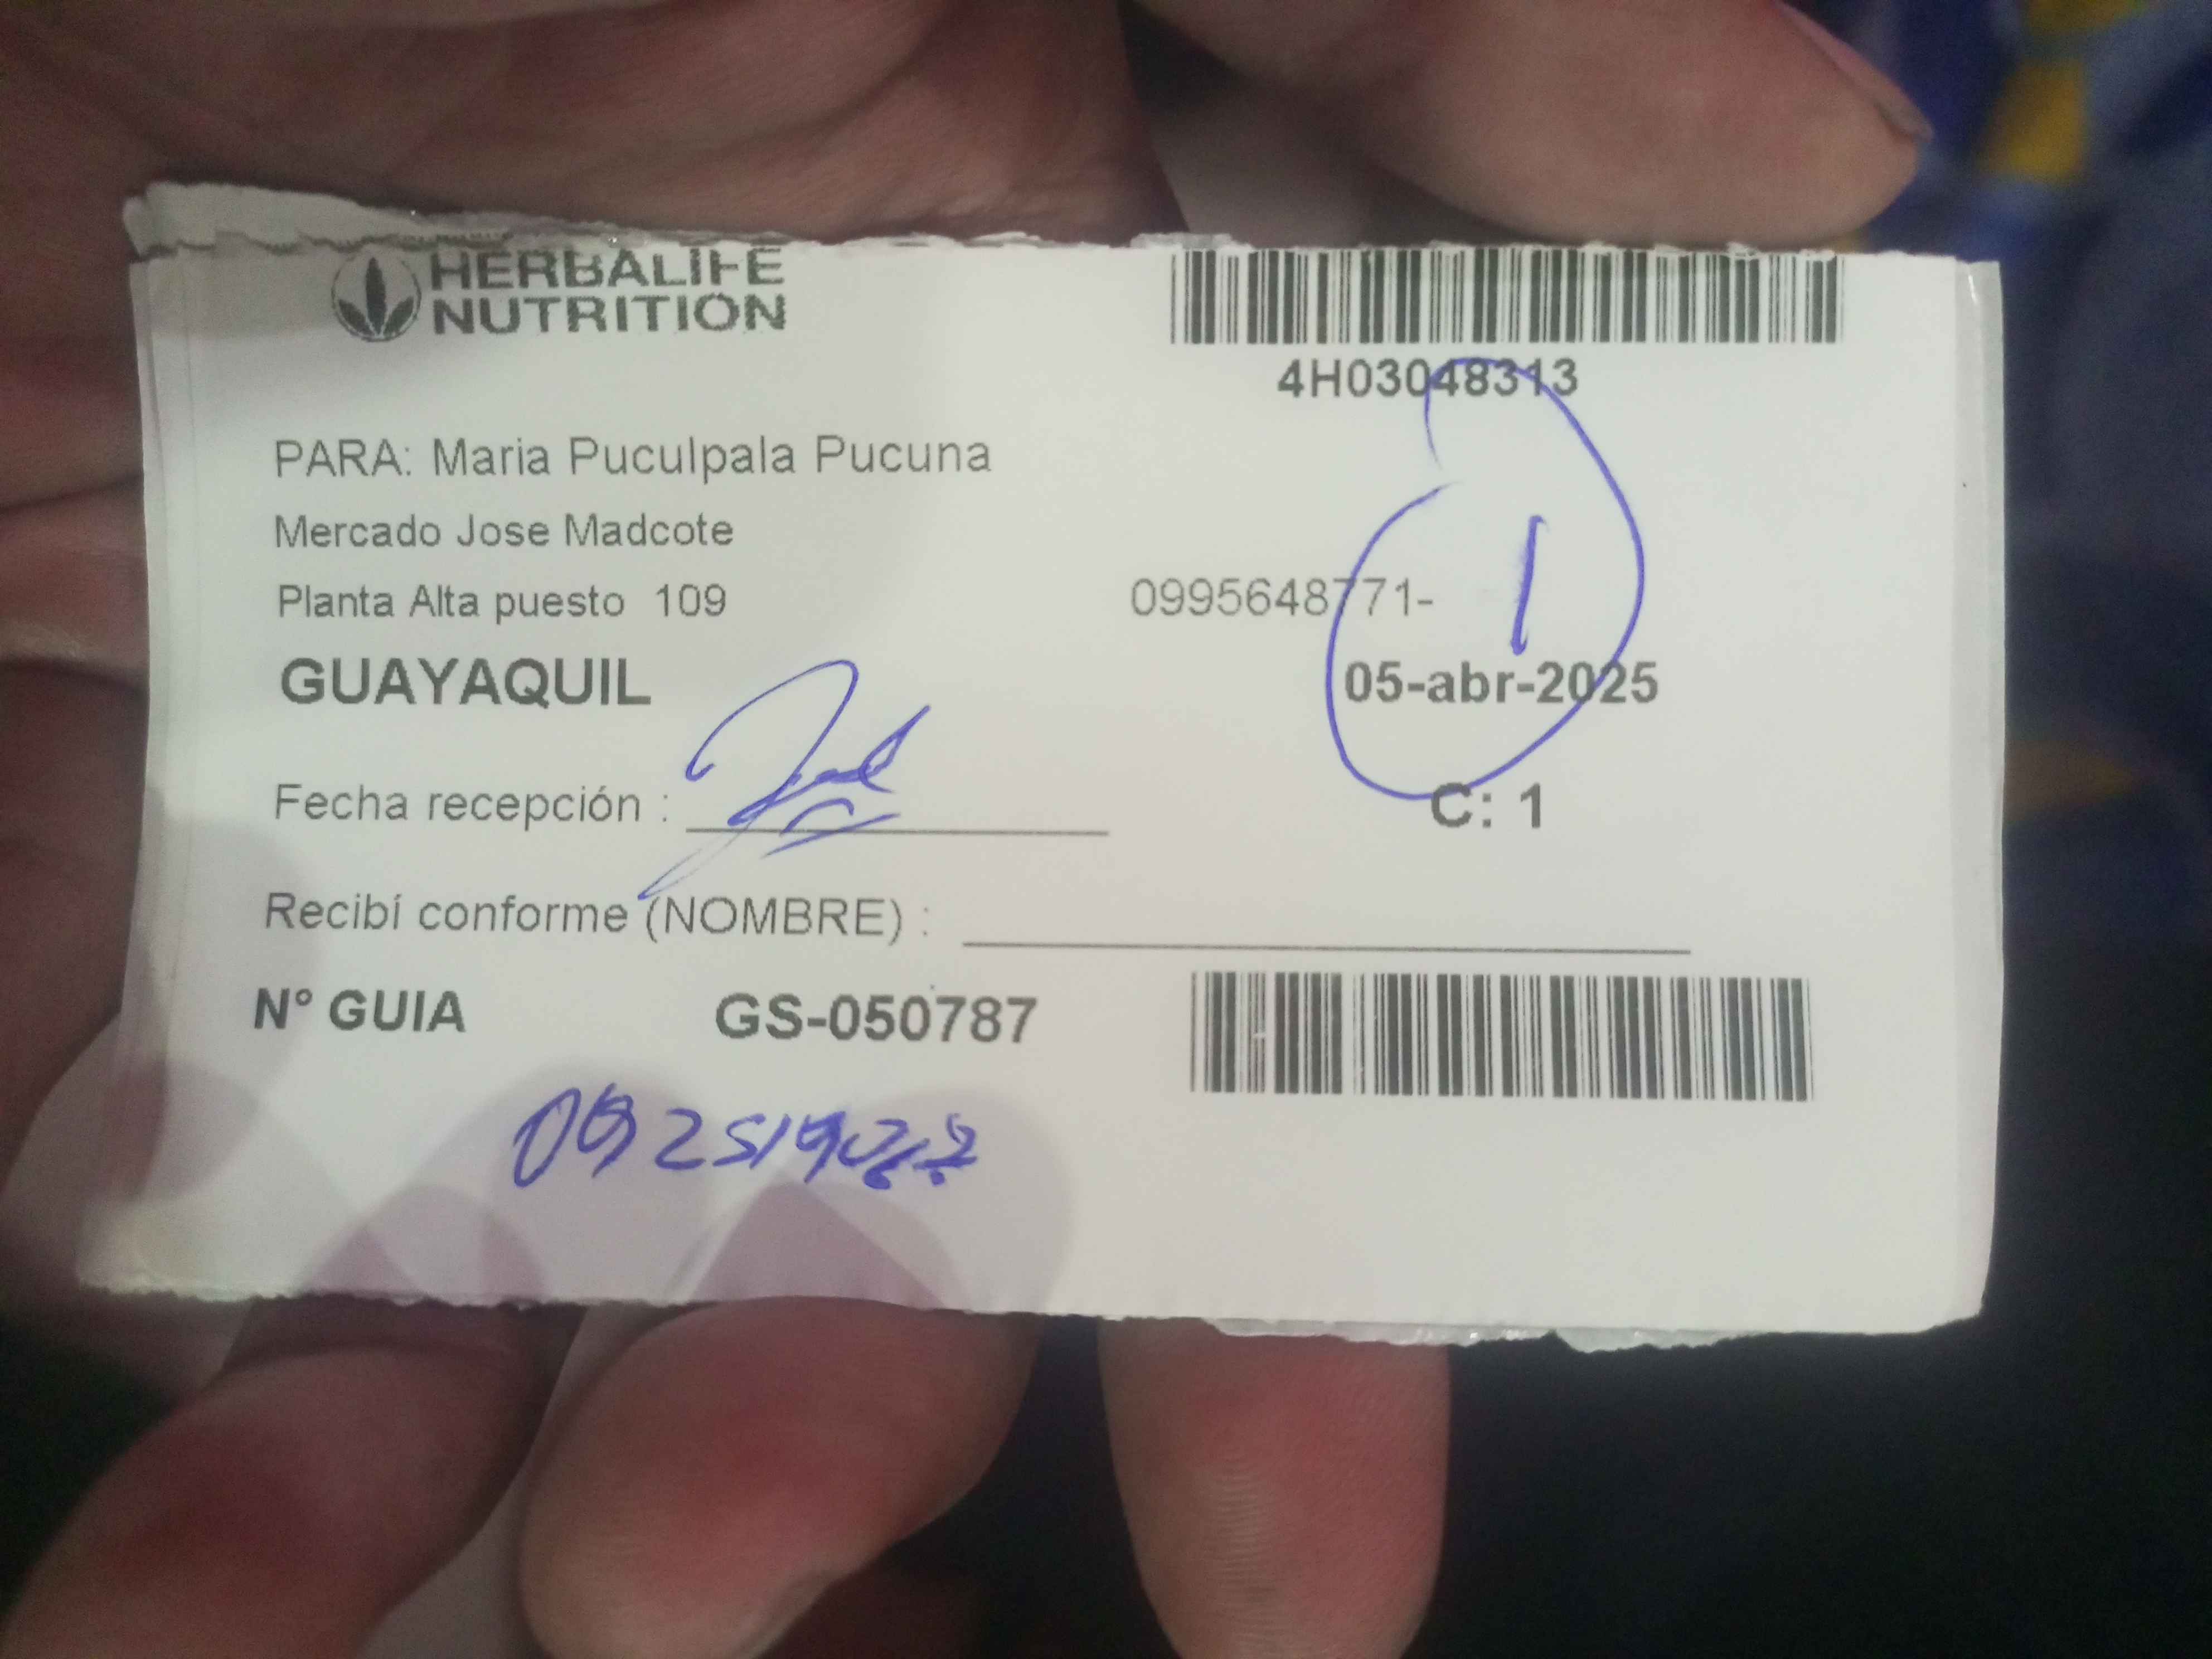 HERBALIFE
NUTRITION
4H03048313
PARA: Maria Puculpala Pucuna
Mercado Jose Madcote
Planta Alta puesto 109
0995648771-
1
GUAYAQUIL
05-abr-2025
Fecha recepción :
C: 1
Recibí conforme (NOMBRE) :
N° GUIA GS-050787